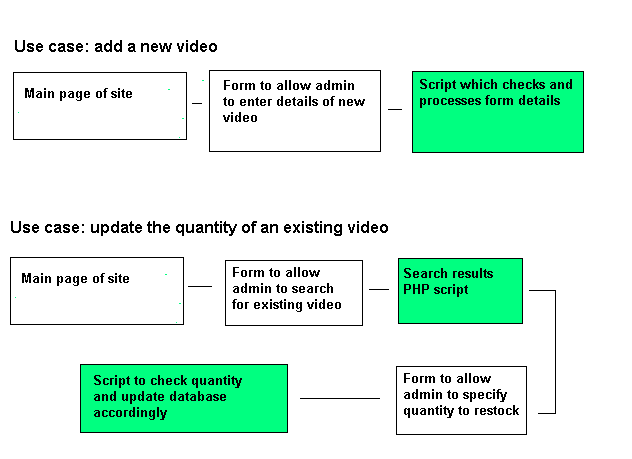 Use case: add a new video
Main page of site
Form to allow admin
to enter details of new
video
Script which checks and
processes form details
Use case: update the quantity of an existing video
Main page of site
Form to allow
admin to search
for existing video
Search results
PHP script
Script to check quantity
and update database
accordingly
Form to allow
admin to specify
quantity to restock